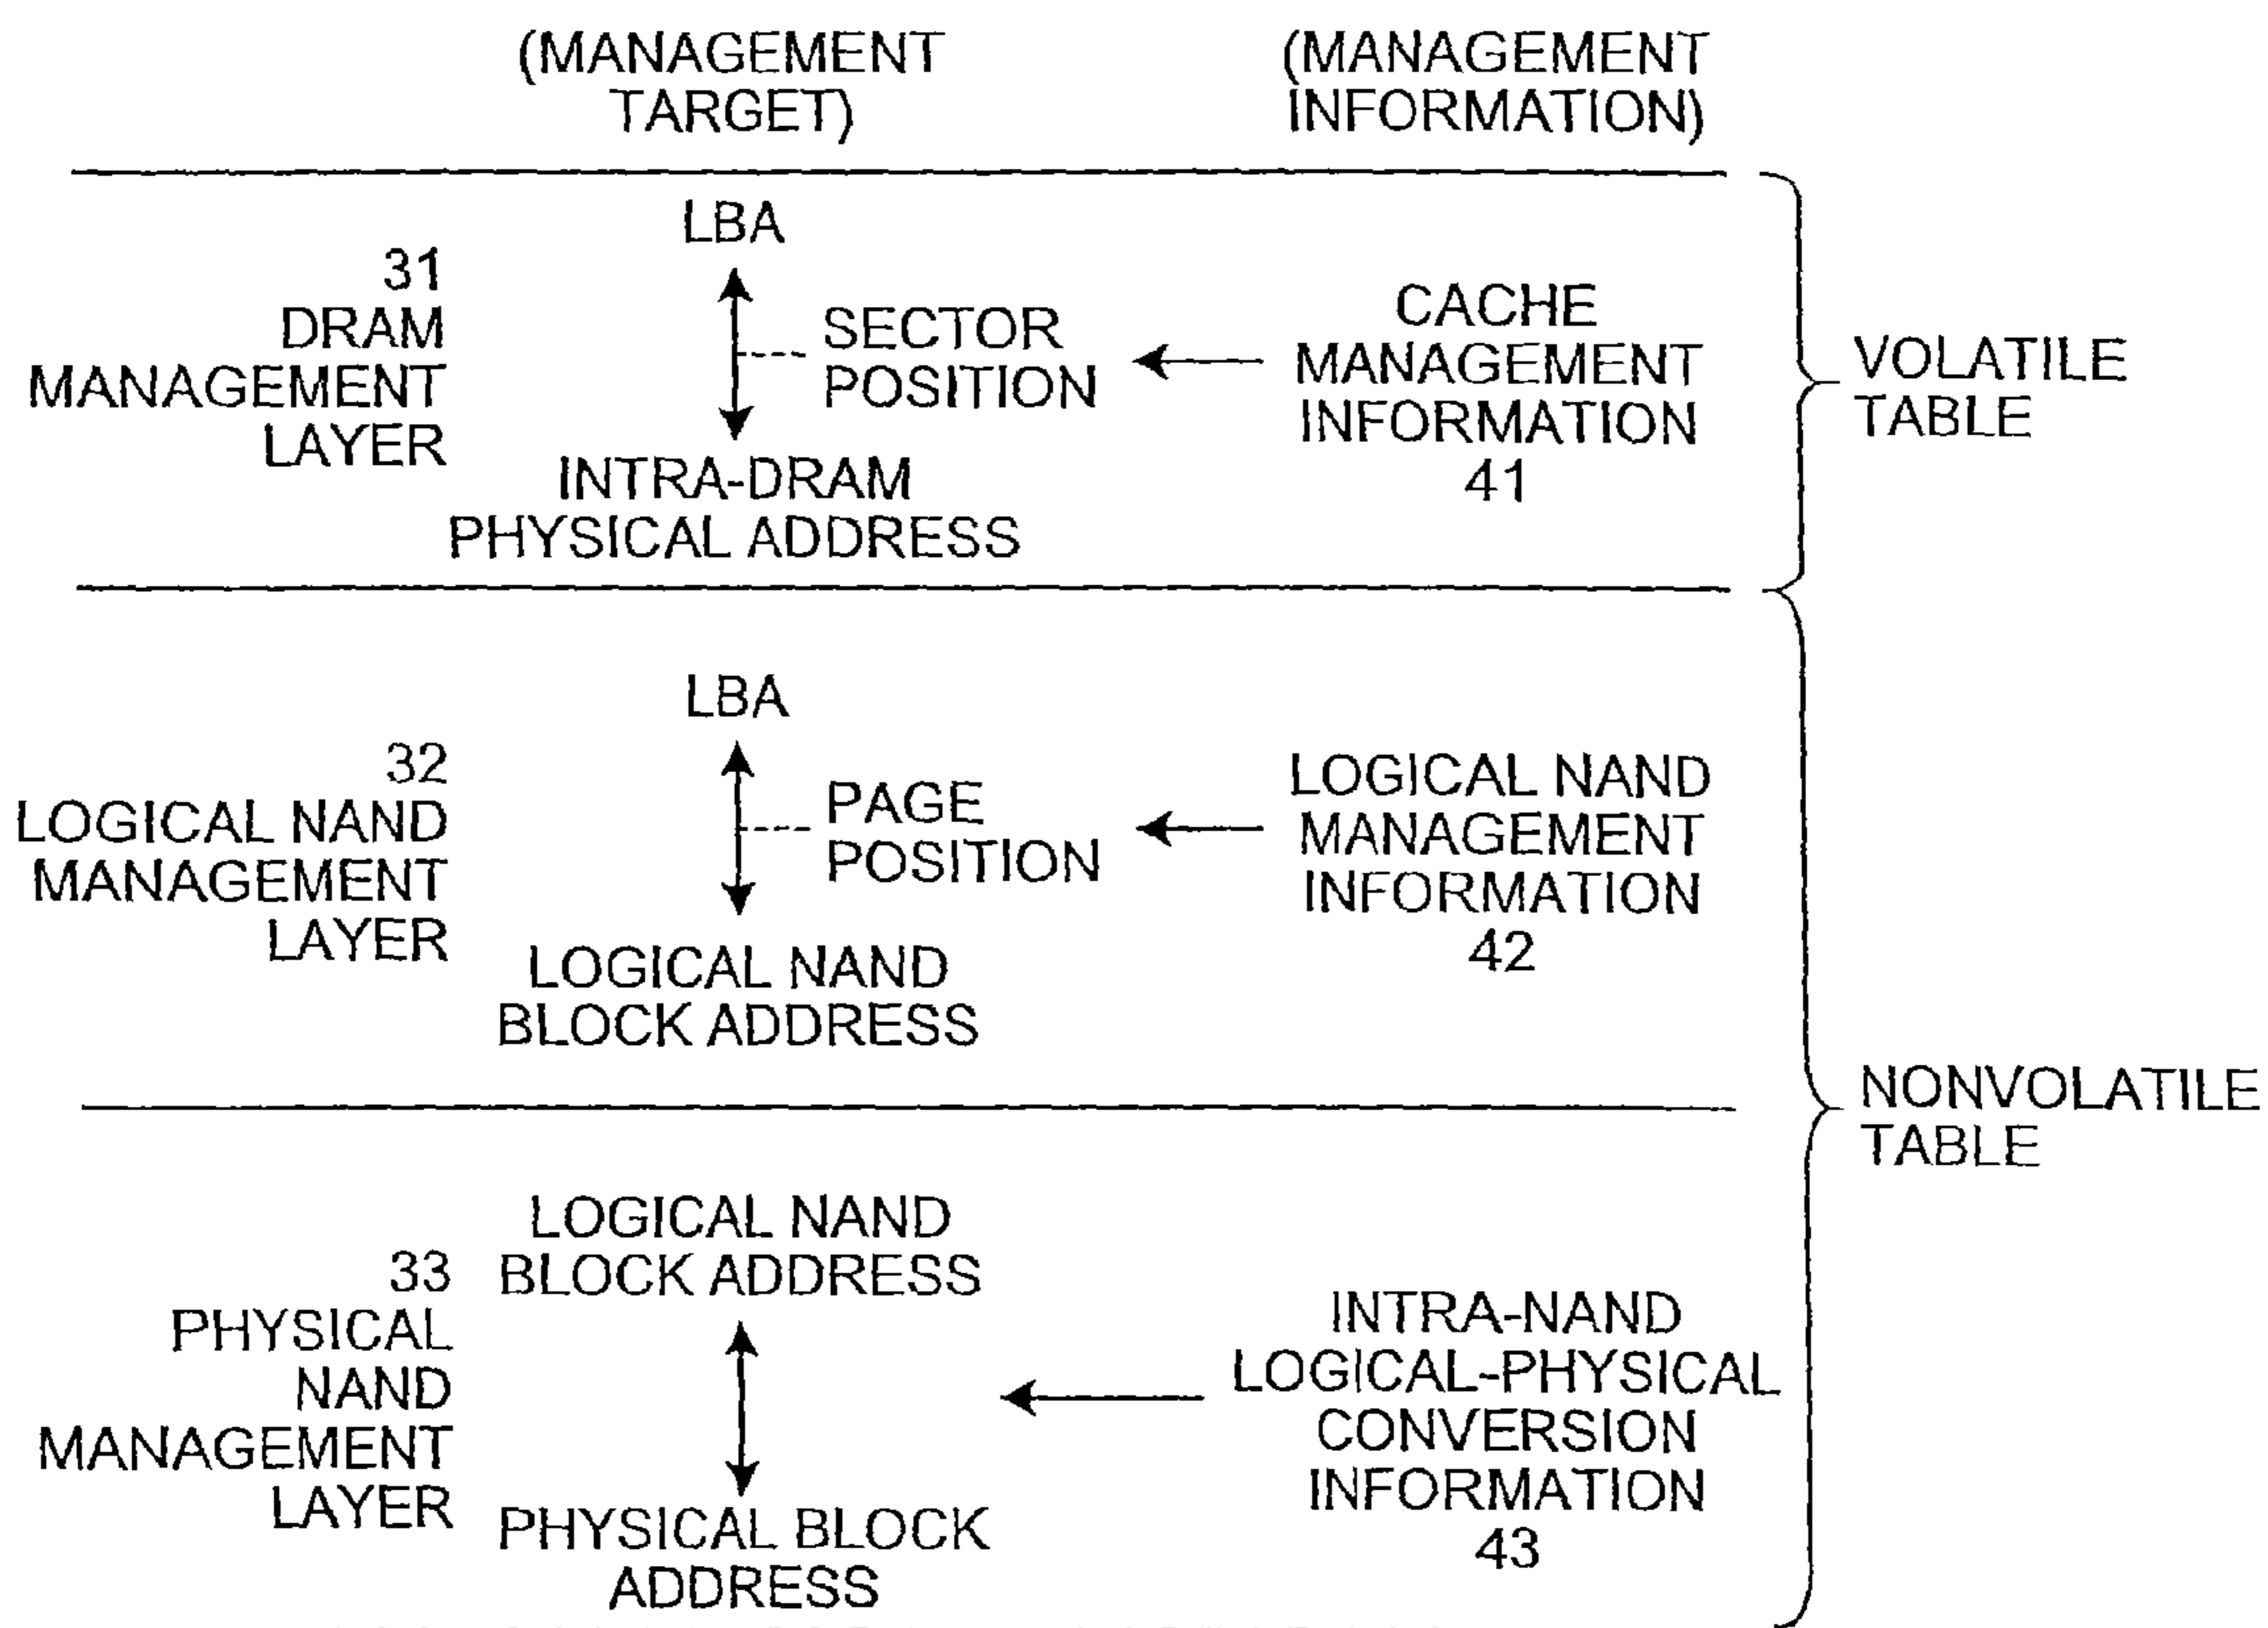 (MANAGEMENT
TARGET)
(MANAGEMENT
INFORMATION)
31
DRAM
MANAGEMENT
LAYER
LBA
SECTOR
POSITION
INTRA-DRAM
PHYSICAL ADDRESS
CACHE
MANAGEMENT
INFORMATION
41
VOLATILE
TABLE
32
LOGICAL NAND
MANAGEMENT
LAYER
LBA
PAGE
POSITION
LOGICAL NAND
BLOCK ADDRESS
LOGICAL NAND
MANAGEMENT
INFORMATION
42
NONVOLATILE
TABLE
33
PHYSICAL
NAND
MANAGEMENT
LAYER
LOGICAL NAND
BLOCK ADDRESS
PHYSICAL BLOCK
ADDRESS
INTRA-NAND
LOGICAL-PHYSICAL
CONVERSION
INFORMATION
43